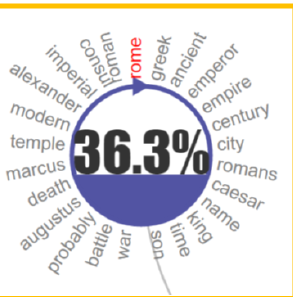 rome
greek
ancient
emperor
empire
century
city
romans
caesar
name
king
time
son
war
battle
probably
augustus
death
marcus
temple
modern
alexander
imperial
consul
roman
36.3%